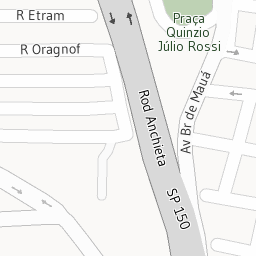 R Etram
Praça
Quinzio
Júlio Rossi
R Oragnof
Av Br de Mauá
Rod Anchieta
SP 150